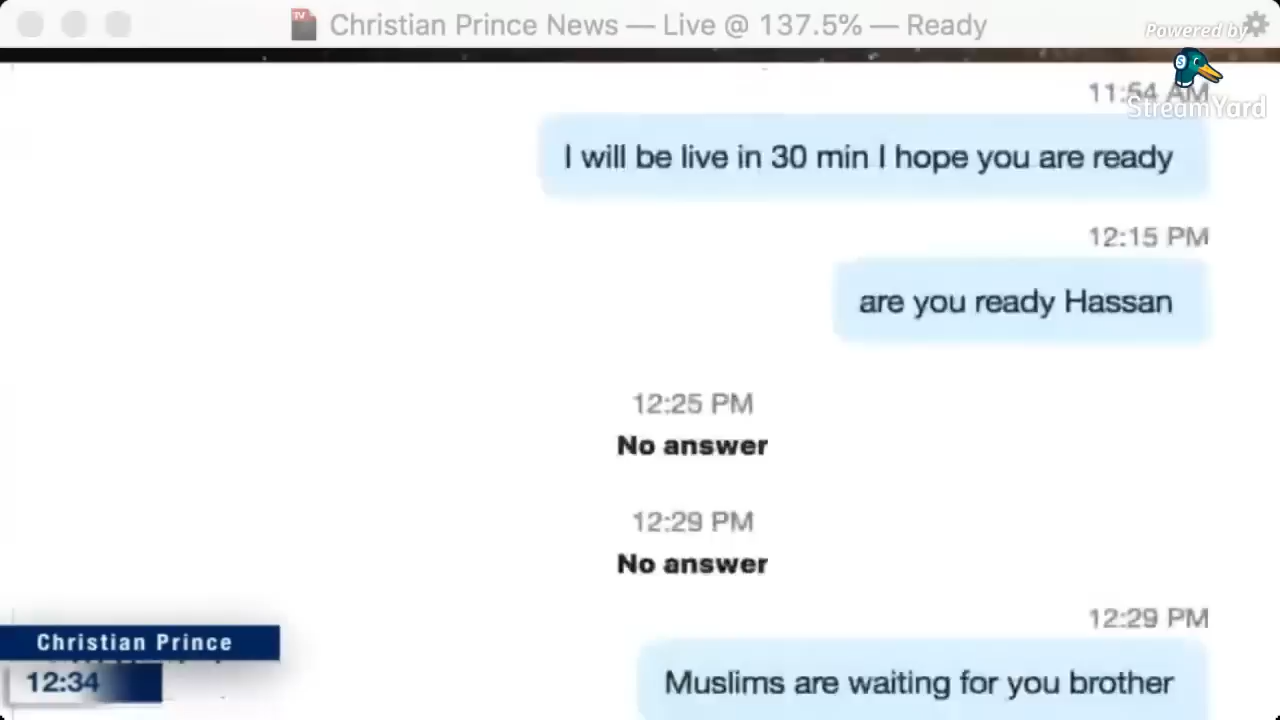 TV
Christian Prince News — Live @ 137.5% — Ready
Powered by
StreamYard
11:54 AM
I will be live in 30 min I hope you are ready
12:15 PM
are you ready Hassan
12:25 PM
No answer
12:29 PM
No answer
12:29 PM
Muslims are waiting for you brother
Christian Prince
12:34